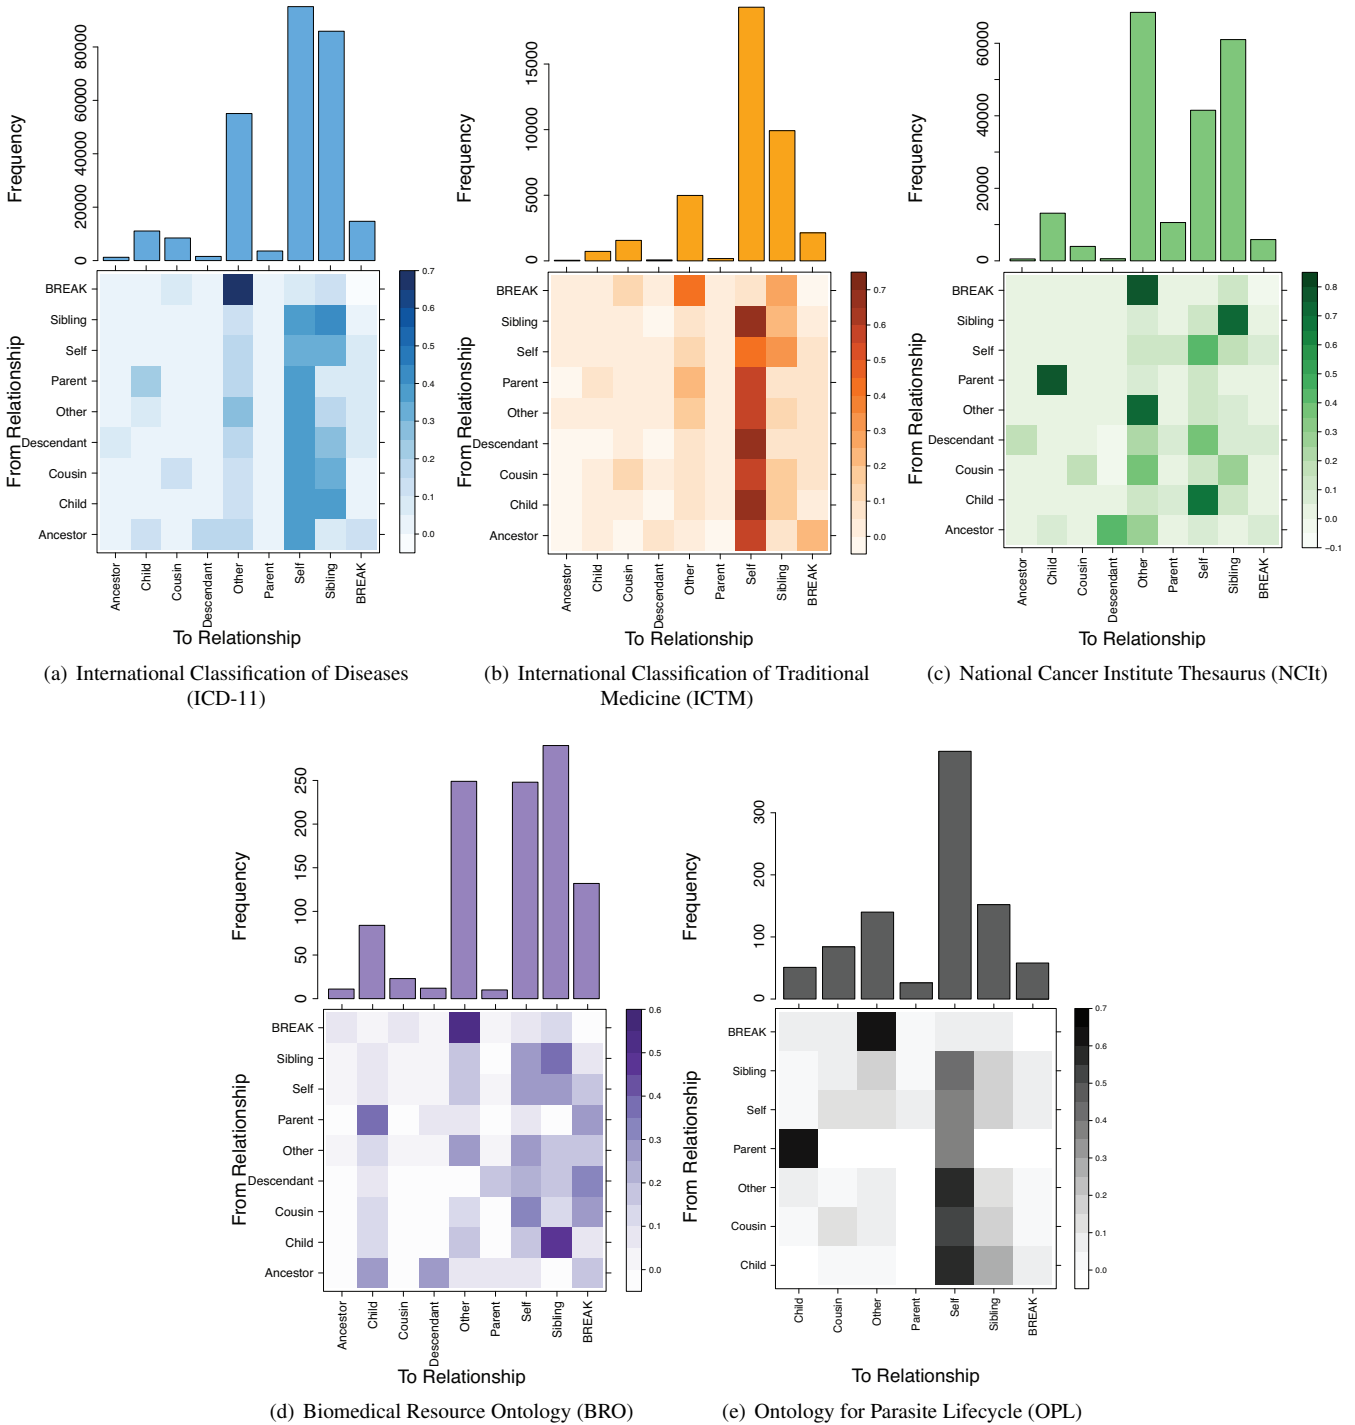 Frequency
0
20000
40000
60000
80000
From Relationship
BREAK
Sibling
Self
Parent
Other
Descendant
Cousin
Child
Ancestor
Ancestor
Child
Cousin
Descendant
Other
Parent
Self
Sibling
BREAK
To Relationship
0.7
0.6
0.5
0.4
0.3
0.2
0.1
0.0
(a) International Classification of Diseases
(ICD-11)
Frequency
0
5000
10000
15000
From Relationship
BREAK
Sibling
Self
Parent
Other
Descendant
Cousin
Child
Ancestor
Ancestor
Child
Cousin
Descendant
Other
Parent
Self
Sibling
BREAK
To Relationship
0.7
0.6
0.5
0.4
0.3
0.2
0.1
0.0
(b) International Classification of Traditional
Medicine (ICTM)
Frequency
0
20000
40000
60000
From Relationship
BREAK
Sibling
Self
Parent
Other
Descendant
Cousin
Child
Ancestor
Ancestor
Child
Cousin
Descendant
Other
Parent
Self
Sibling
BREAK
To Relationship
0.8
0.7
0.6
0.5
0.4
0.3
0.2
0.1
0.0
−0.1
(c) National Cancer Institute Thesaurus (NCIt)
Frequency
0
50
100
150
200
250
From Relationship
BREAK
Sibling
Self
Parent
Other
Descendant
Cousin
Child
Ancestor
Ancestor
Child
Cousin
Descendant
Other
Parent
Self
Sibling
BREAK
To Relationship
0.6
0.5
0.4
0.3
0.2
0.1
0.0
(d) Biomedical Resource Ontology (BRO)
Frequency
0
100
200
300
From Relationship
BREAK
Sibling
Self
Parent
Other
Cousin
Child
Child
Cousin
Other
Parent
Self
Sibling
BREAK
To Relationship
0.7
0.6
0.5
0.4
0.3
0.2
0.1
0.0
(e) Ontology for Parasite Lifecycle (OPL)